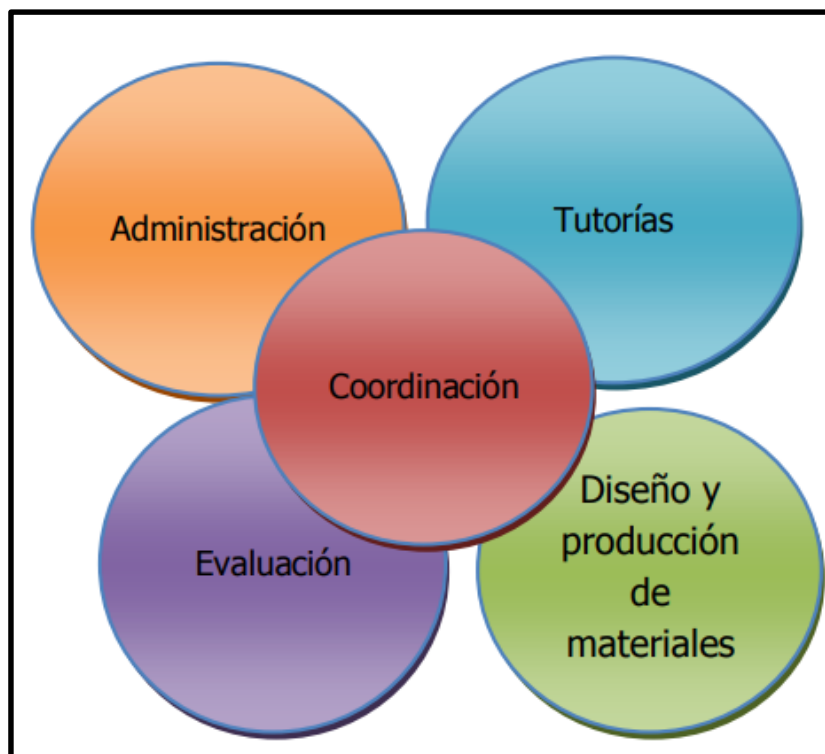 Administración
Tutorías
Coordinación
Evaluación
Diseño y
producción
de
materiales